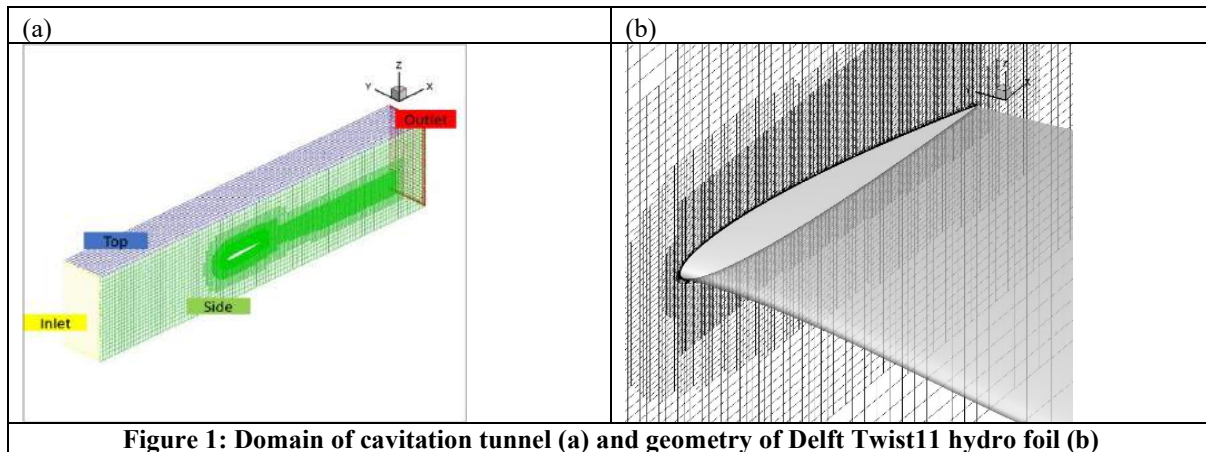 (a)
(b)
Z
Y
X
Outlet
Top
Side
Inlet
Z
Y
X
Figure 1: Domain of cavitation tunnel (a) and geometry of Delft Twist11 hydro foil (b)